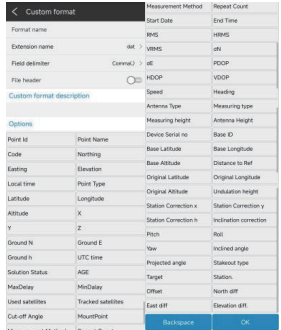 Custom format
Format name
Extension name dat. >
Field delimiter Comma(,) >
File header
Custom format description
Options
Point Id Point Name
Code Northing
Easting Elevation
Local time Point Type
Latitude Longitude
Altitude X
Y Z
Ground N Ground E
Ground h UTC time
Solution Status AGE
MaxDelay MinDelay
Used satellites Tracked satellites
Cut-off Angle MountPoint
Measurement Method Repeat Count
Start Date End Time
RMS HRMS
VRMS σN
σE PDOP
HDOP VDOP
Speed Heading
Antenna Type Measuring type
Measuring height Antenna Height
Device Serial no Base ID
Base Latitude Base Longitude
Base Altitude Distance to Ref
Original Latitude Original Longitude
Original Altitude Undulation height
Station Correction x Station Correction y
Station Correction h Inclination correction
Pitch Roll
Yaw Inclined angle
Projected angle Stakeout type
Target Station.
Offset North diff
East diff Elevation diff.
Backspace OK